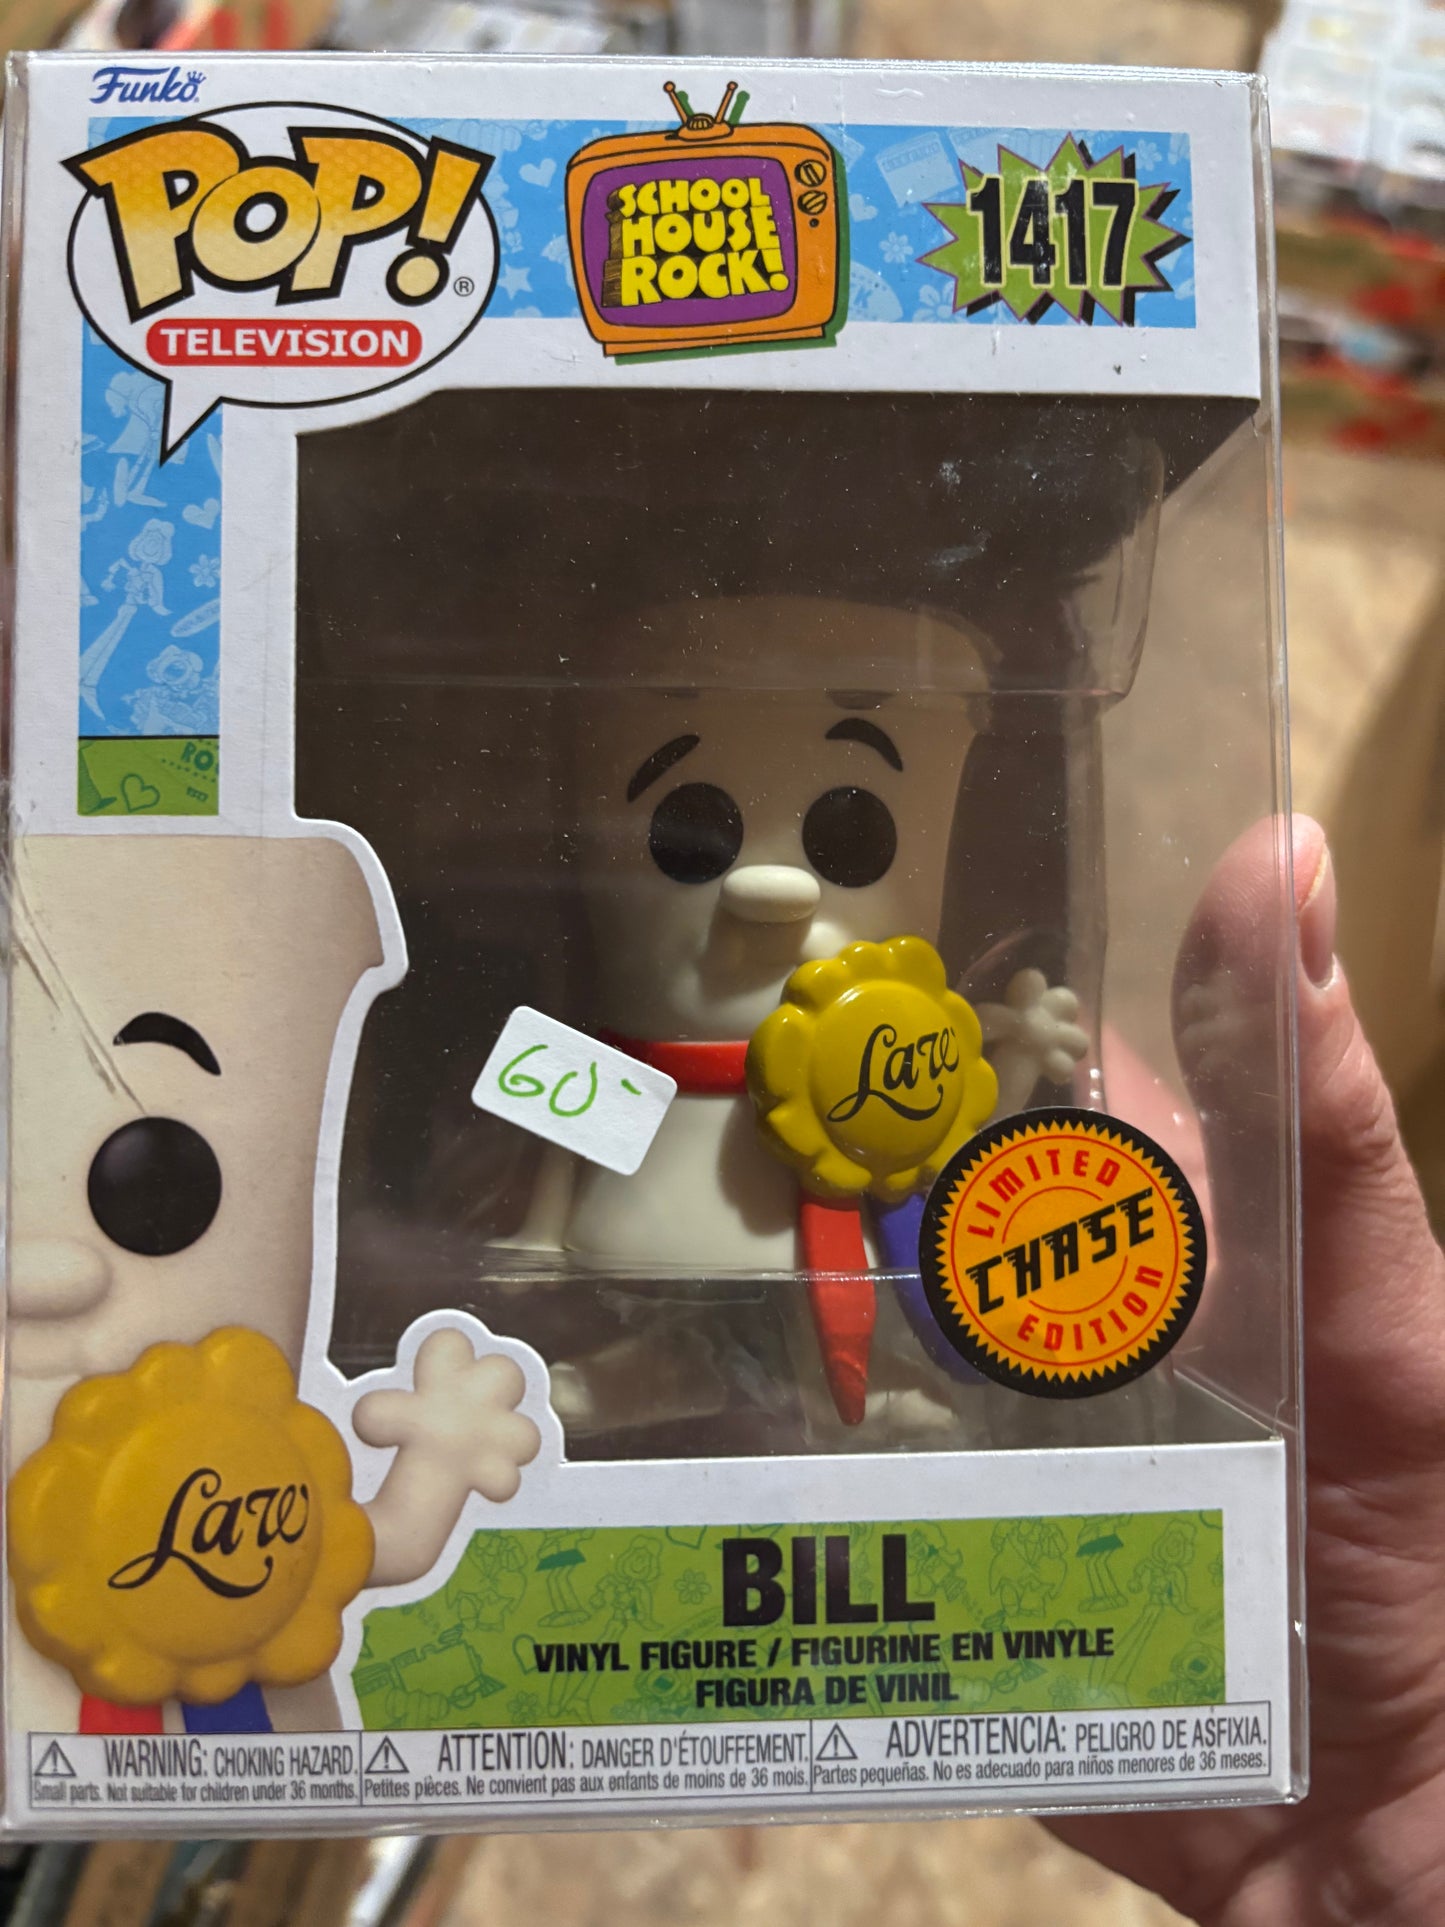 Funko
POP!®
TELEVISION
SCHOOL
HOUSE
ROCK!
1417
RO
60-
Law
LIMITED
CHASE
EDITION
Law
BILL
VINYL FIGURE / FIGURINE EN VINYLE
FIGURA DE VINIL
WARNING: CHOKING HAZARD.
Small parts. Not suitable for children under 36 months.
ATTENTION: DANGER D'ÉTOUFFEMENT.
Petites pièces. Ne convient pas aux enfants de moins de 36 mois.
ADVERTENCIA: PELIGRO DE ASFIXIA.
Partes pequeñas. No es adecuado para niños menores de 36 meses.